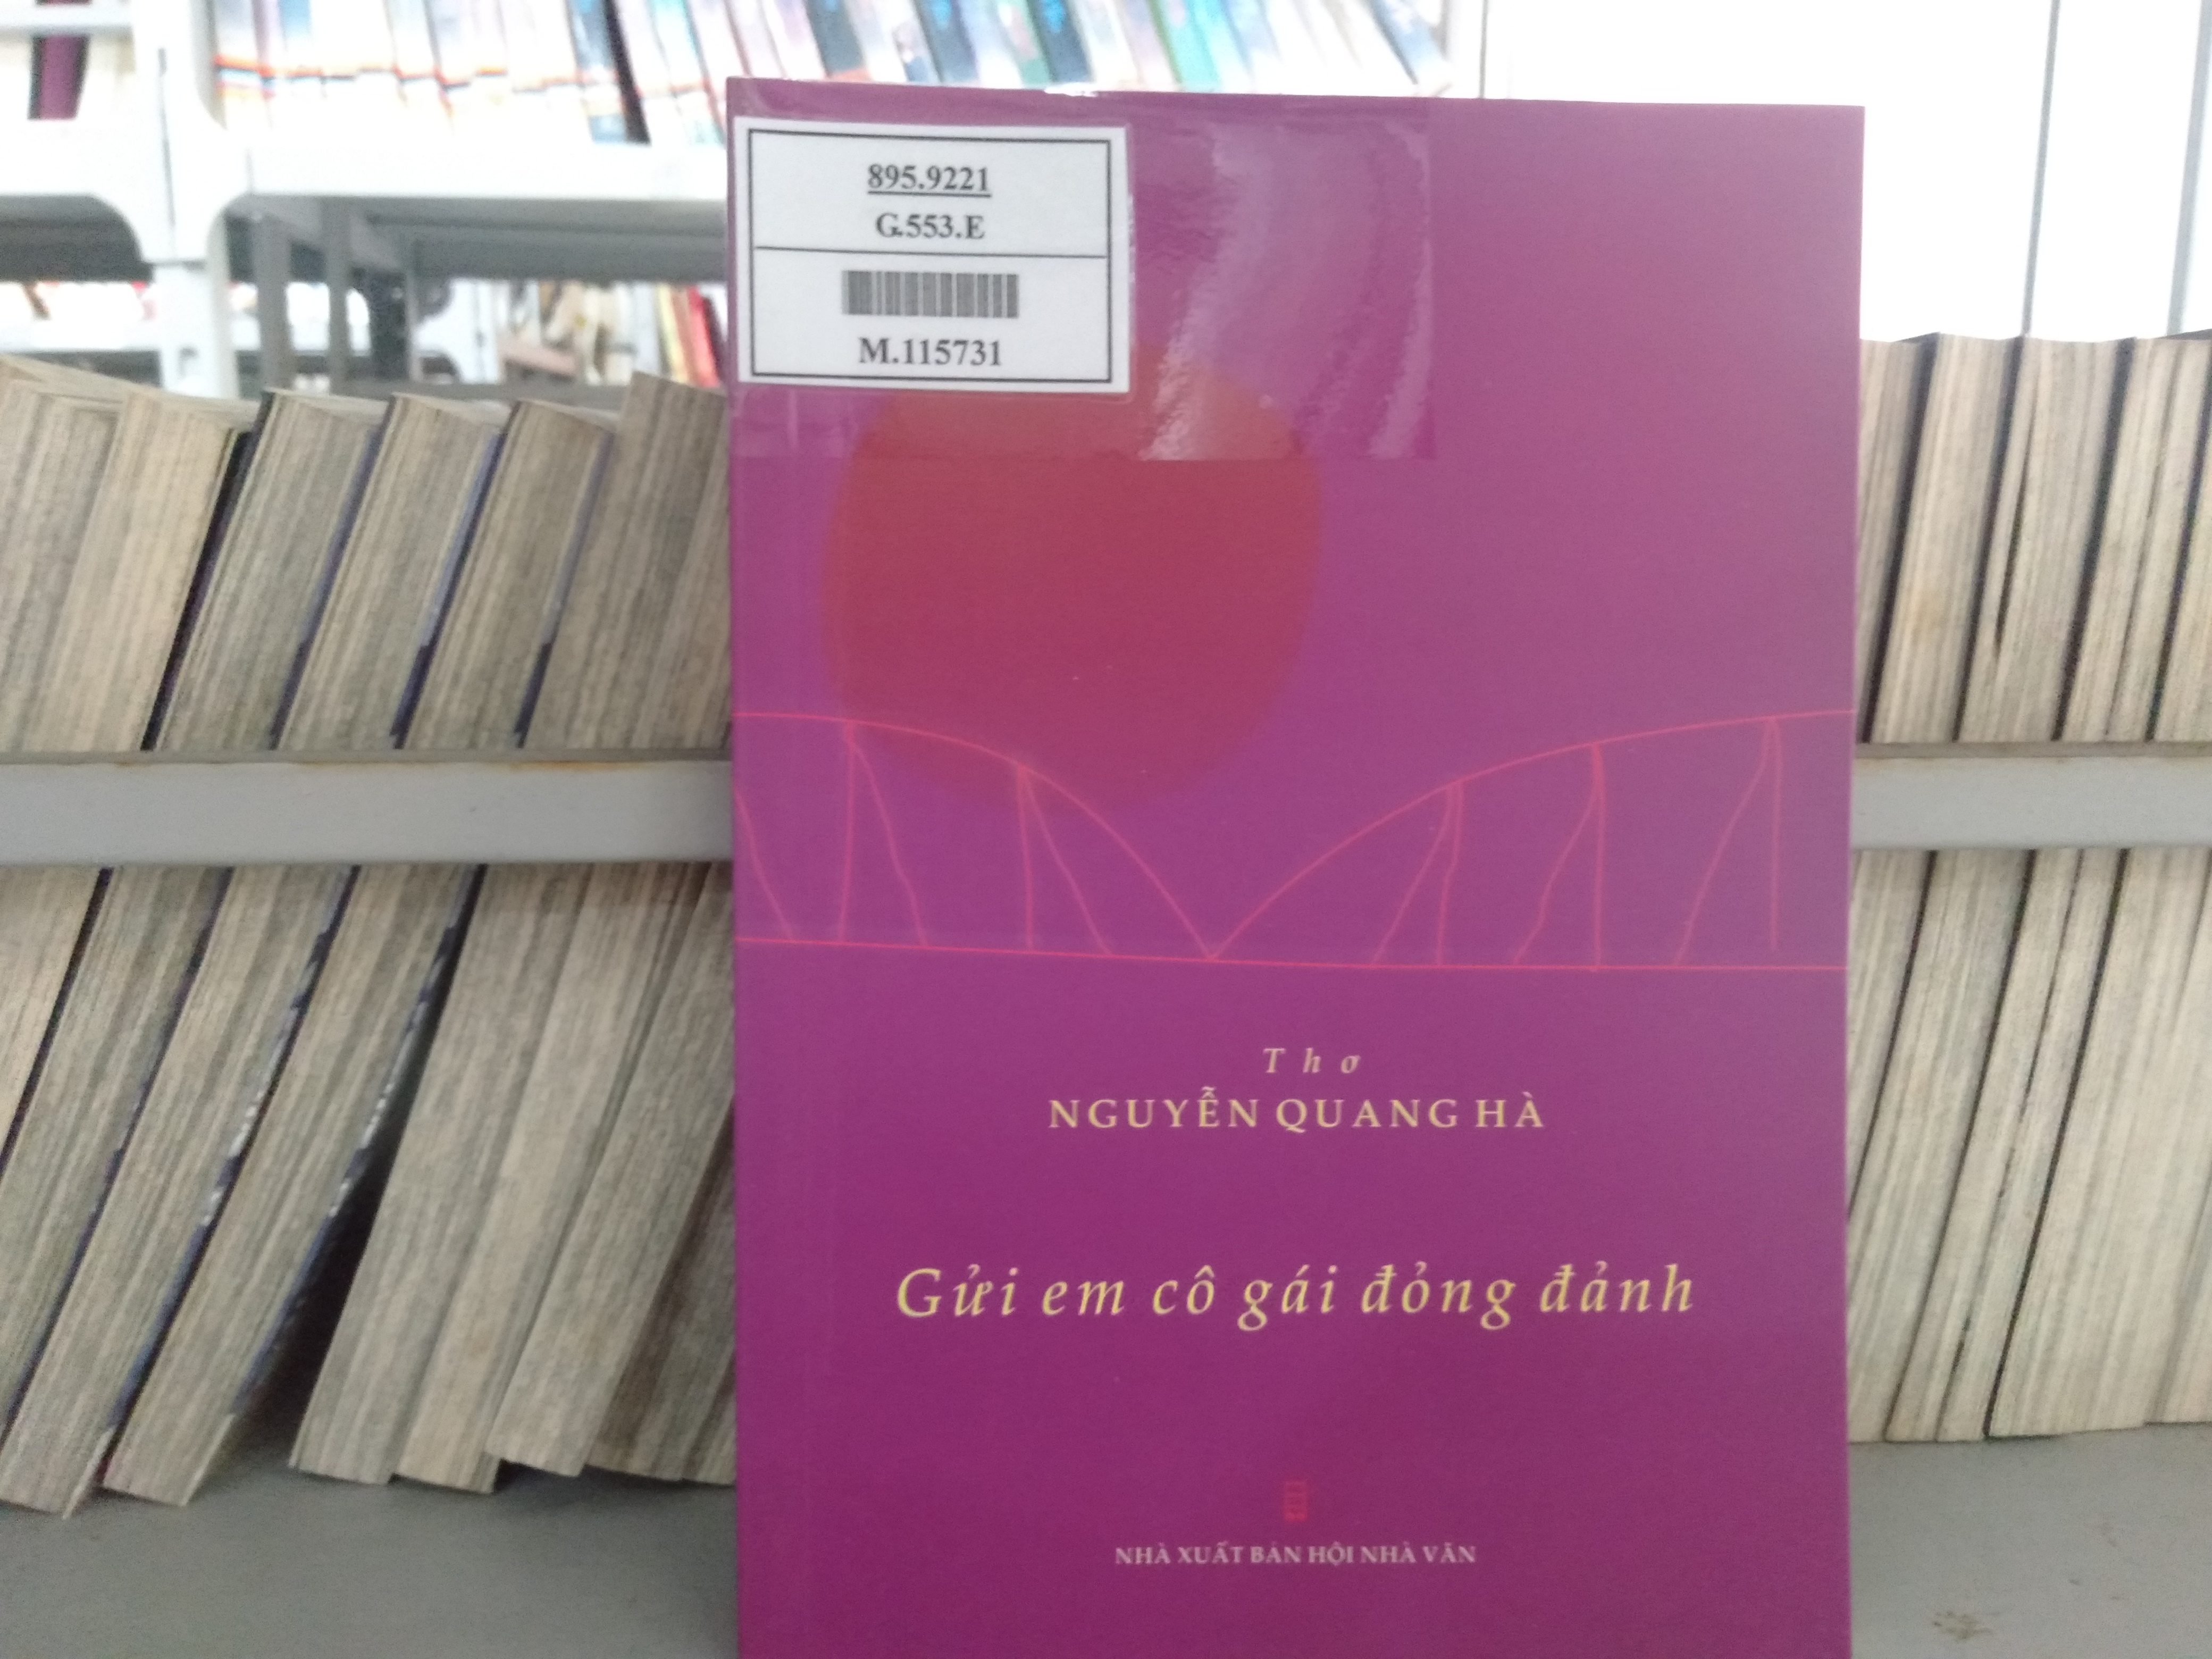 895.9221
G.553.E
M.115731
Thơ
NGUYỄN QUANG HÀ
Gửi em cô gái đỏng đảnh
NHÀ XUẤT BẢN HỘI NHÀ VĂN